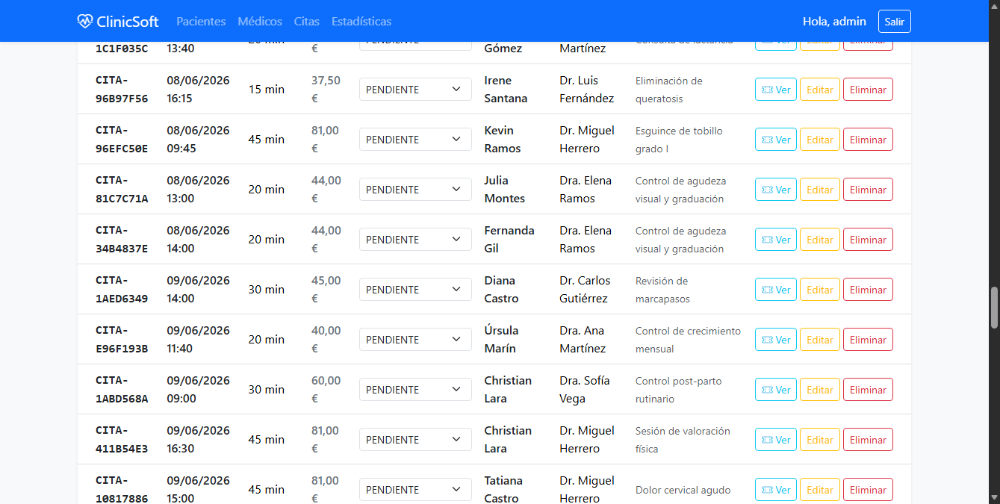 ClinicSoft Pacientes Médicos Citas Estadísticas Hola, admin Salir
1C1F035C 13:40 € PENDIENTE Gómez Martínez Ver Editar Eliminar
CITA- 08/06/2026 15 min 37,50 PENDIENTE Irene Dr. Luis Eliminación de Ver Editar Eliminar
96B97F56 16:15 € Santana Fernández queratosis
CITA- 08/06/2026 45 min 81,00 PENDIENTE Kevin Dr. Miguel Esguince de tobillo Ver Editar Eliminar
96EFC50E 09:45 € Ramos Herrero grado I
CITA- 08/06/2026 20 min 44,00 PENDIENTE Julia Dra. Elena Control de agudeza Ver Editar Eliminar
81C7C71A 13:00 € Montes Ramos visual y graduación
CITA- 08/06/2026 20 min 44,00 PENDIENTE Fernanda Dra. Elena Control de agudeza Ver Editar Eliminar
34B4837E 14:00 € Gil Ramos visual y graduación
CITA- 09/06/2026 30 min 45,00 PENDIENTE Diana Dr. Carlos Revisión de Ver Editar Eliminar
1AED6349 14:00 € Castro Gutiérrez marcapasos
CITA- 09/06/2026 20 min 40,00 PENDIENTE Úrsula Dra. Ana Control de crecimiento Ver Editar Eliminar
E96F193B 11:40 € Marín Martínez mensual
CITA- 09/06/2026 30 min 60,00 PENDIENTE Christian Dra. Sofía Control post-parto Ver Editar Eliminar
1ABD568A 09:00 € Lara Vega rutinario
CITA- 09/06/2026 45 min 81,00 PENDIENTE Christian Dr. Miguel Sesión de valoración Ver Editar Eliminar
411B54E3 16:30 € Lara Herrero física
CITA- 09/06/2026 45 min 81,00 PENDIENTE Tatiana Dr. Miguel Dolor cervical agudo Ver Editar Eliminar
10817886 15:00 € Castro Herrero